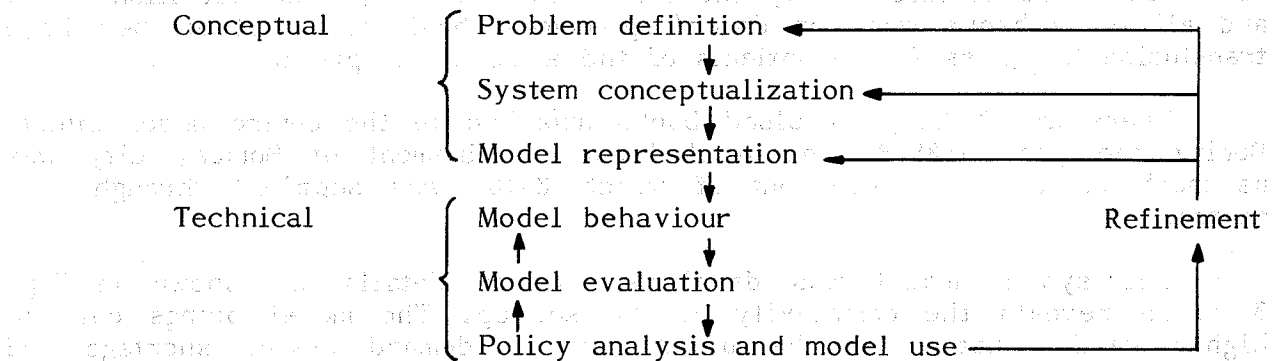 Conceptual
Problem definition
System conceptualization
Model representation
Technical
Model behaviour
Refinement
Model evaluation
Policy analysis and model use